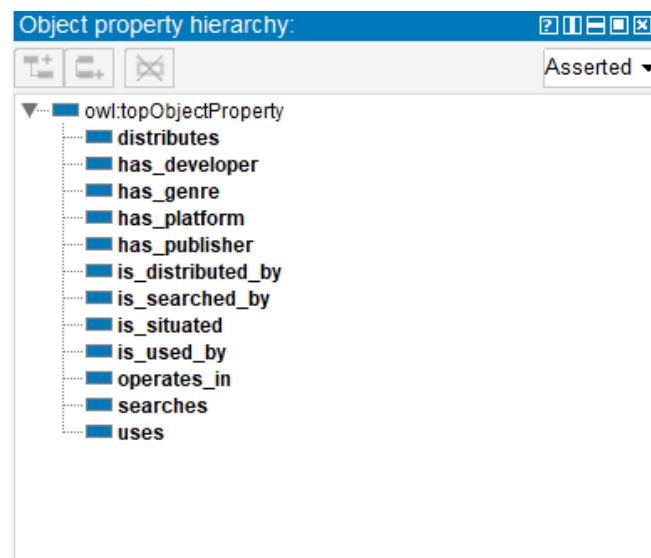 Object property hierarchy:
Asserted
owl:topObjectProperty
distributes
has_developer
has_genre
has_platform
has_publisher
is_distributed_by
is_searched_by
is_situated
is_used_by
operates_in
searches
uses